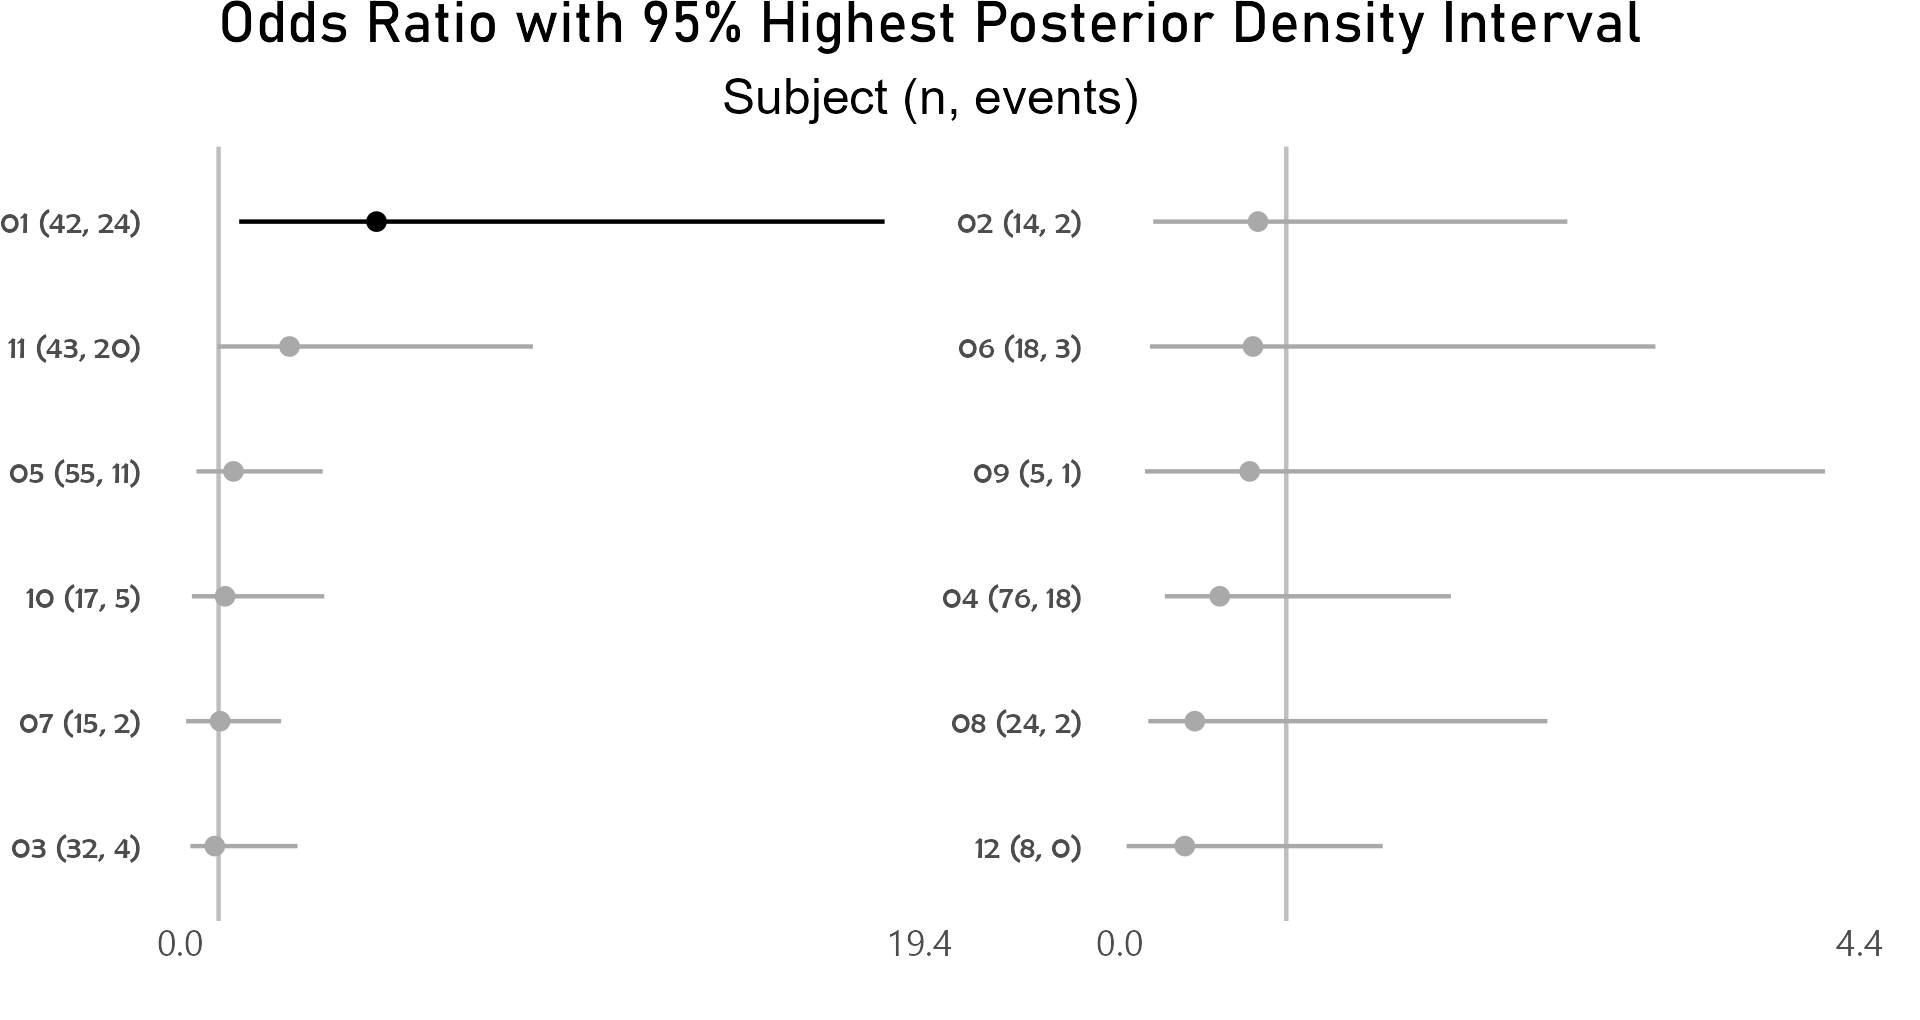 Odds Ratio with 95% Highest Posterior Density Interval
Subject (n, events)
01 (42, 24)
11 (43, 20)
05 (55, 11)
10 (17, 5)
07 (15, 2)
03 (32, 4)
0.0 19.4
02 (14, 2)
06 (18, 3)
09 (5, 1)
04 (76, 18)
08 (24, 2)
12 (8, 0)
0.0 4.4